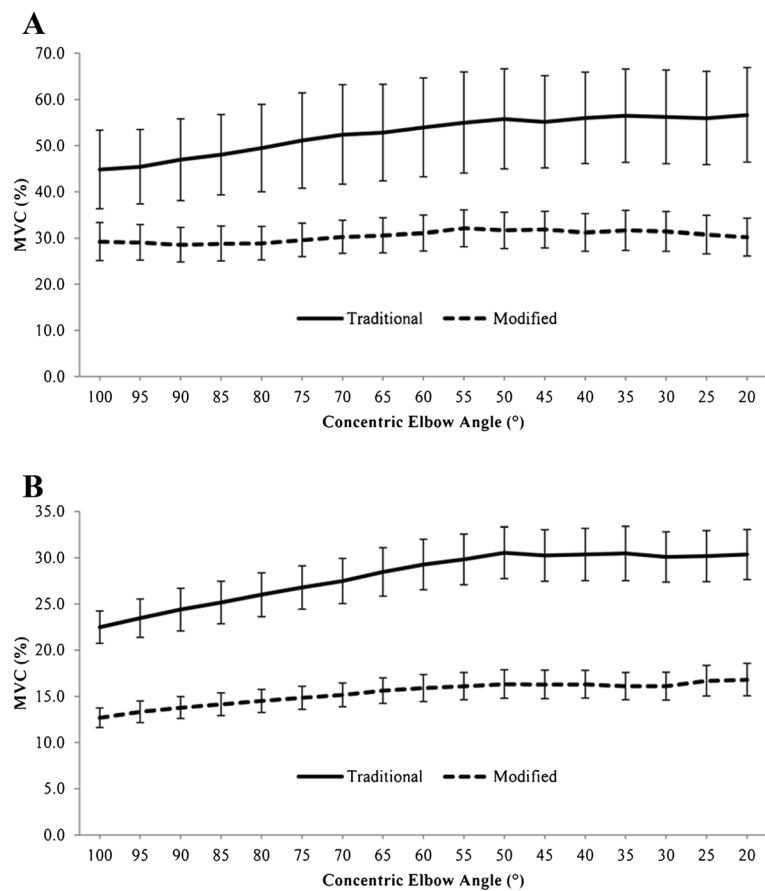 A
70.0
60.0
50.0
40.0
30.0
20.0
10.0
0.0
MVC (%)
Traditional Modified
100 95 90 85 80 75 70 65 60 55 50 45 40 35 30 25 20
Concentric Elbow Angle (°)
B
35.0
30.0
25.0
20.0
15.0
10.0
5.0
0.0
MVC (%)
Traditional Modified
100 95 90 85 80 75 70 65 60 55 50 45 40 35 30 25 20
Concentric Elbow Angle (°)